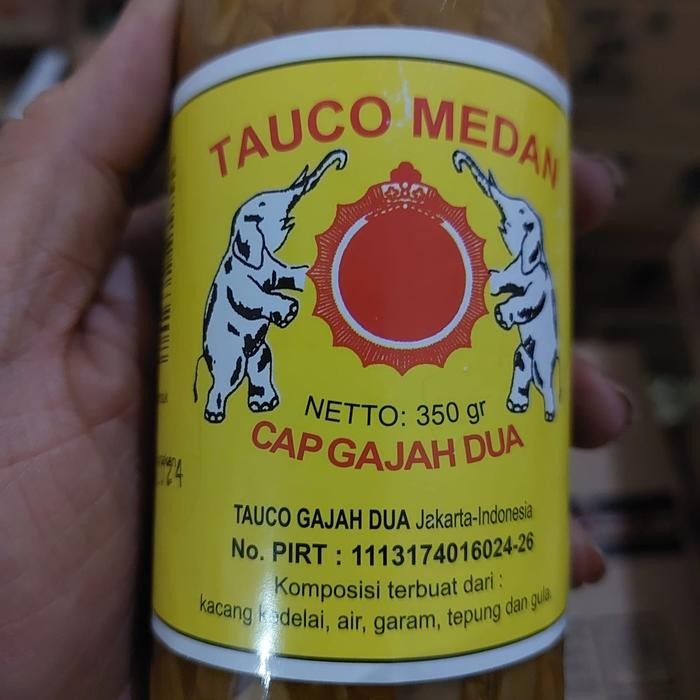 TAUCO MEDAN
NETTO: 350 gr
CAP GAJAH DUA
TAUCO GAJAH DUA Jakarta-Indonesia
No. PIRT : 1113174016024-26
Komposisi terbuat dari :
kacang kedelai, air, garam, tepung dan gula.